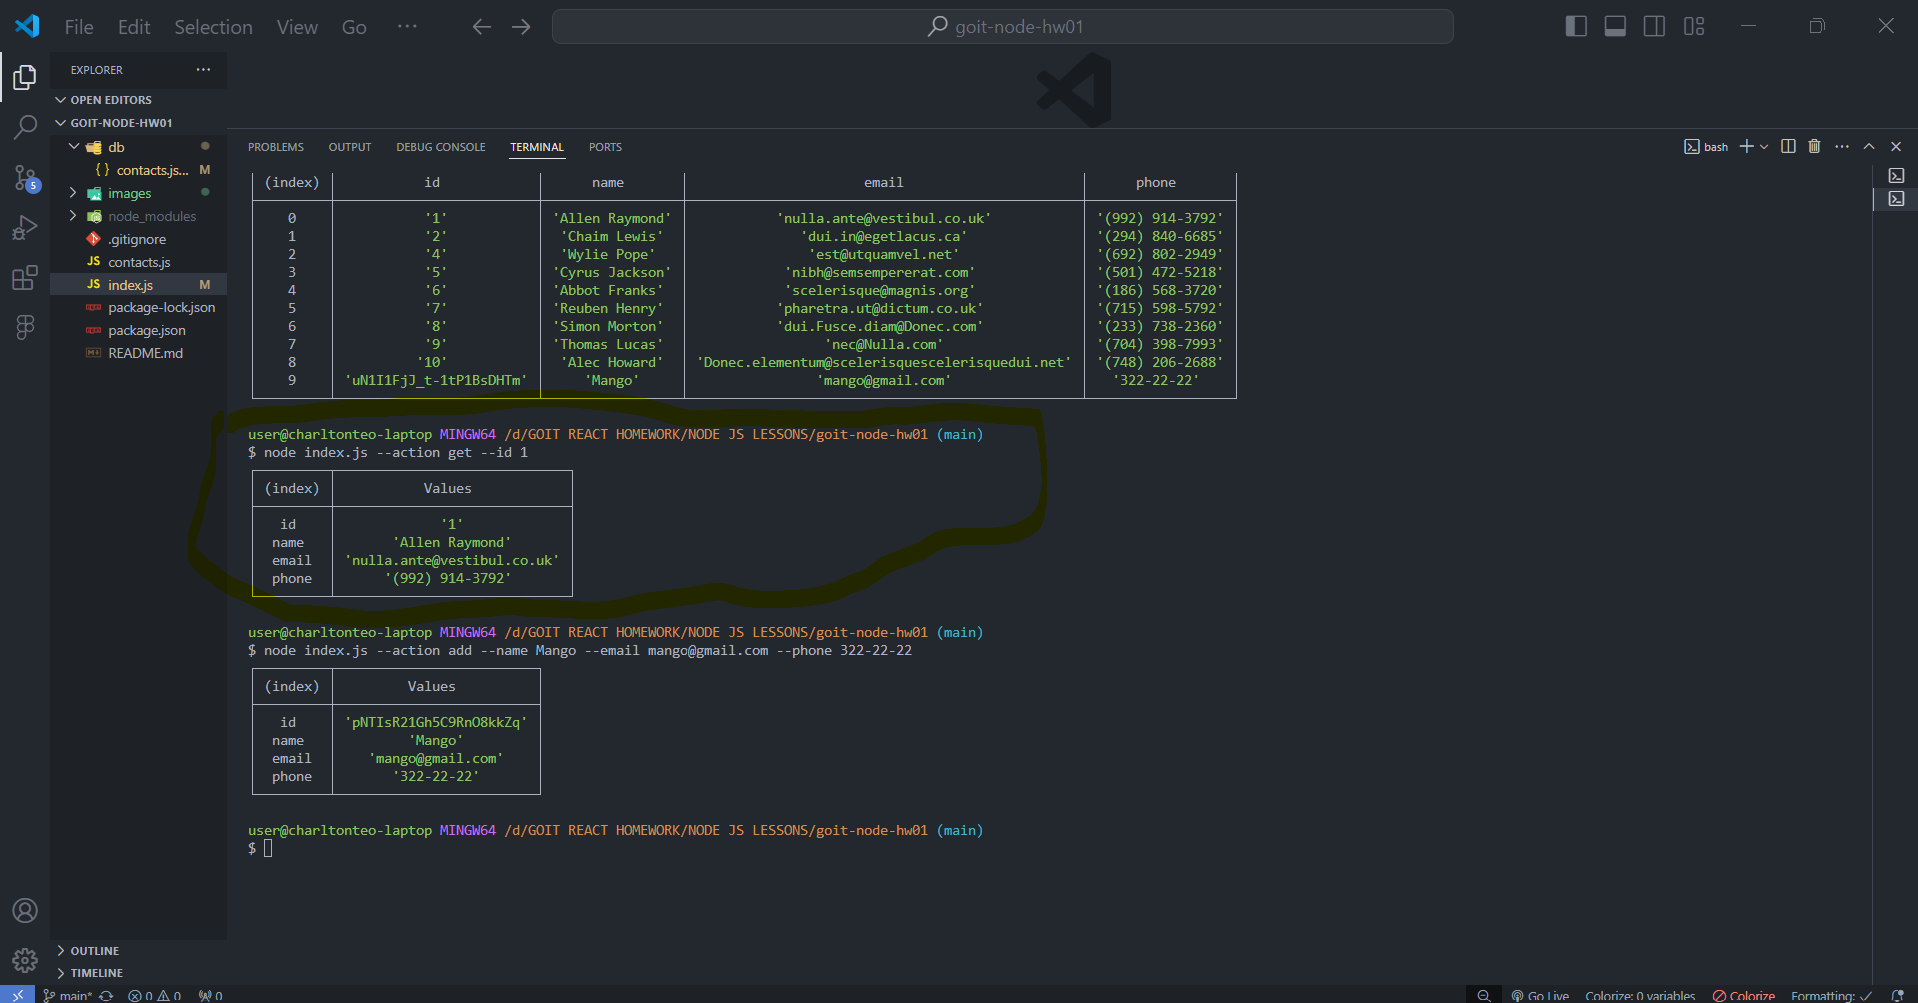 File Edit Selection View Go ··· goit-node-hw01
EXPLORER ···
OPEN EDITORS
GOIT-NODE-HW01
db
contacts.js... M
images
node_modules
.gitignore
JS contacts.js
JS index.js M
package-lock.json
package.json
README.md
OUTLINE
TIMELINE
5
PROBLEMS OUTPUT DEBUG CONSOLE TERMINAL PORTS bash
(index) id name email phone
0 '1' 'Allen Raymond' 'nulla.ante@vestibul.co.uk' '(992) 914-3792'
1 '2' 'Chaim Lewis' 'dui.in@egetlacus.ca' '(294) 840-6685'
2 '4' 'Wylie Pope' 'est@utquamvel.net' '(692) 802-2949'
3 '5' 'Cyrus Jackson' 'nibh@semsempererat.com' '(501) 472-5218'
4 '6' 'Abbot Franks' 'scelerisque@magnis.org' '(186) 568-3720'
5 '7' 'Reuben Henry' 'pharetra.ut@dictum.co.uk' '(715) 598-5792'
6 '8' 'Simon Morton' 'dui.Fusce.diam@Donec.com' '(233) 738-2360'
7 '9' 'Thomas Lucas' 'nec@Nulla.com' '(704) 398-7993'
8 '10' 'Alec Howard' 'Donec.elementum@scelerisquescelerisquedui.net' '(748) 206-2688'
9 'uN1I1FjJ_t-1tP1BsDHTm' 'Mango' 'mango@gmail.com' '322-22-22'
user@charltonteo-laptop MINGW64 /d/GOIT REACT HOMEWORK/NODE JS LESSONS/goit-node-hw01 (main)
$ node index.js --action get --id 1
(index) Values
id '1'
name 'Allen Raymond'
email 'nulla.ante@vestibul.co.uk'
phone '(992) 914-3792'
user@charltonteo-laptop MINGW64 /d/GOIT REACT HOMEWORK/NODE JS LESSONS/goit-node-hw01 (main)
$ node index.js --action add --name Mango --email mango@gmail.com --phone 322-22-22
(index) Values
id 'pNTIsR21Gh5C9RnO8kkZq'
name 'Mango'
email 'mango@gmail.com'
phone '322-22-22'
user@charltonteo-laptop MINGW64 /d/GOIT REACT HOMEWORK/NODE JS LESSONS/goit-node-hw01 (main)
$
main* 0 0 0 Go Live Colorize: 0 variables Colorize Formatting: ✓